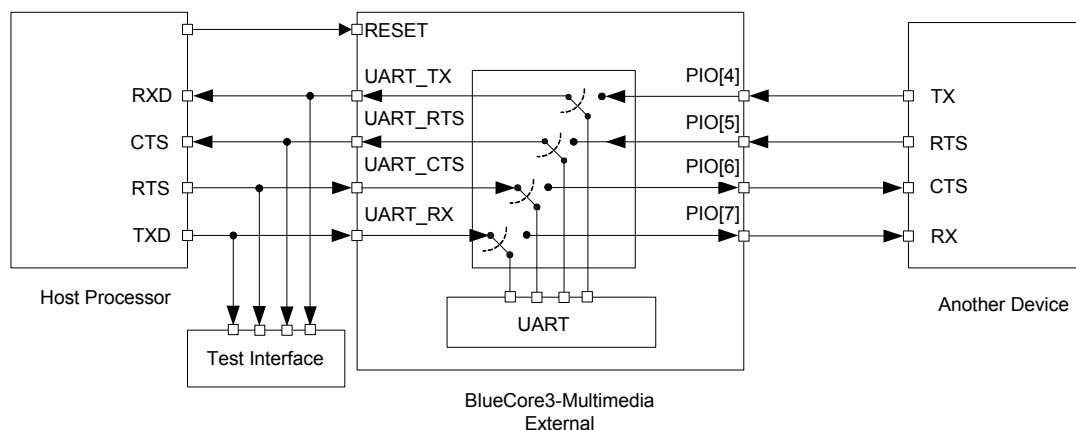 RESET
UART_TX
PIO[4]
RXD
TX
UART_RTS
PIO[5]
CTS
RTS
UART_CTS
PIO[6]
RTS
CTS
UART_RX
PIO[7]
TXD
RX
Host Processor
UART
Another Device
Test Interface
BlueCore3-Multimedia
External